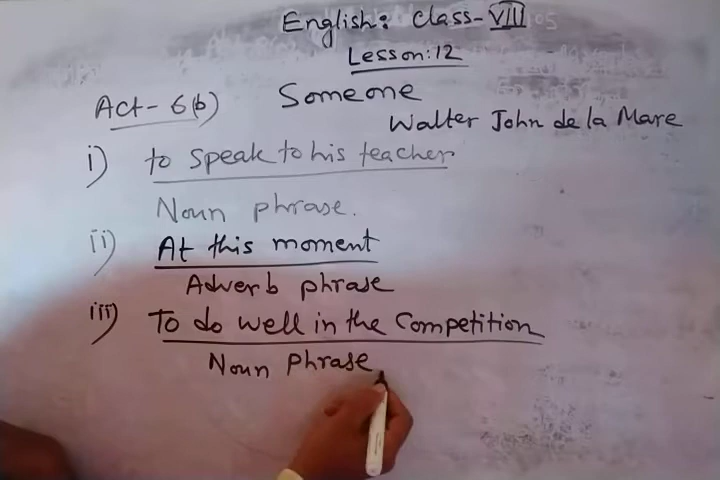 English: Class-VIII
Lesson:12
Act-6(b) Someone
Walter John de la Mare
i) to speak to his teacher
Noun phrase.
ii) At this moment
Adverb phrase
iii) To do well in the Competition
Noun Phrase